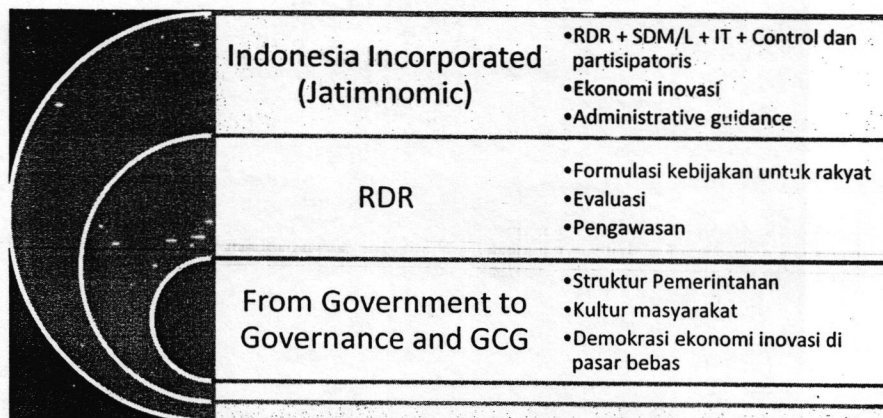 Indonesia Incorporated
(Jatimnomic)
•RDR + SDM/L + IT + Control dan
partisipatoris
•Ekonomi inovasi
•Administrative guidance
RDR
•Formulasi kebijakan untuk rakyat
•Evaluasi
•Pengawasan
From Government to
Governance and GCG
•Struktur Pemerintahan
•Kultur masyarakat
•Demokrasi ekonomi inovasi di
pasar bebas